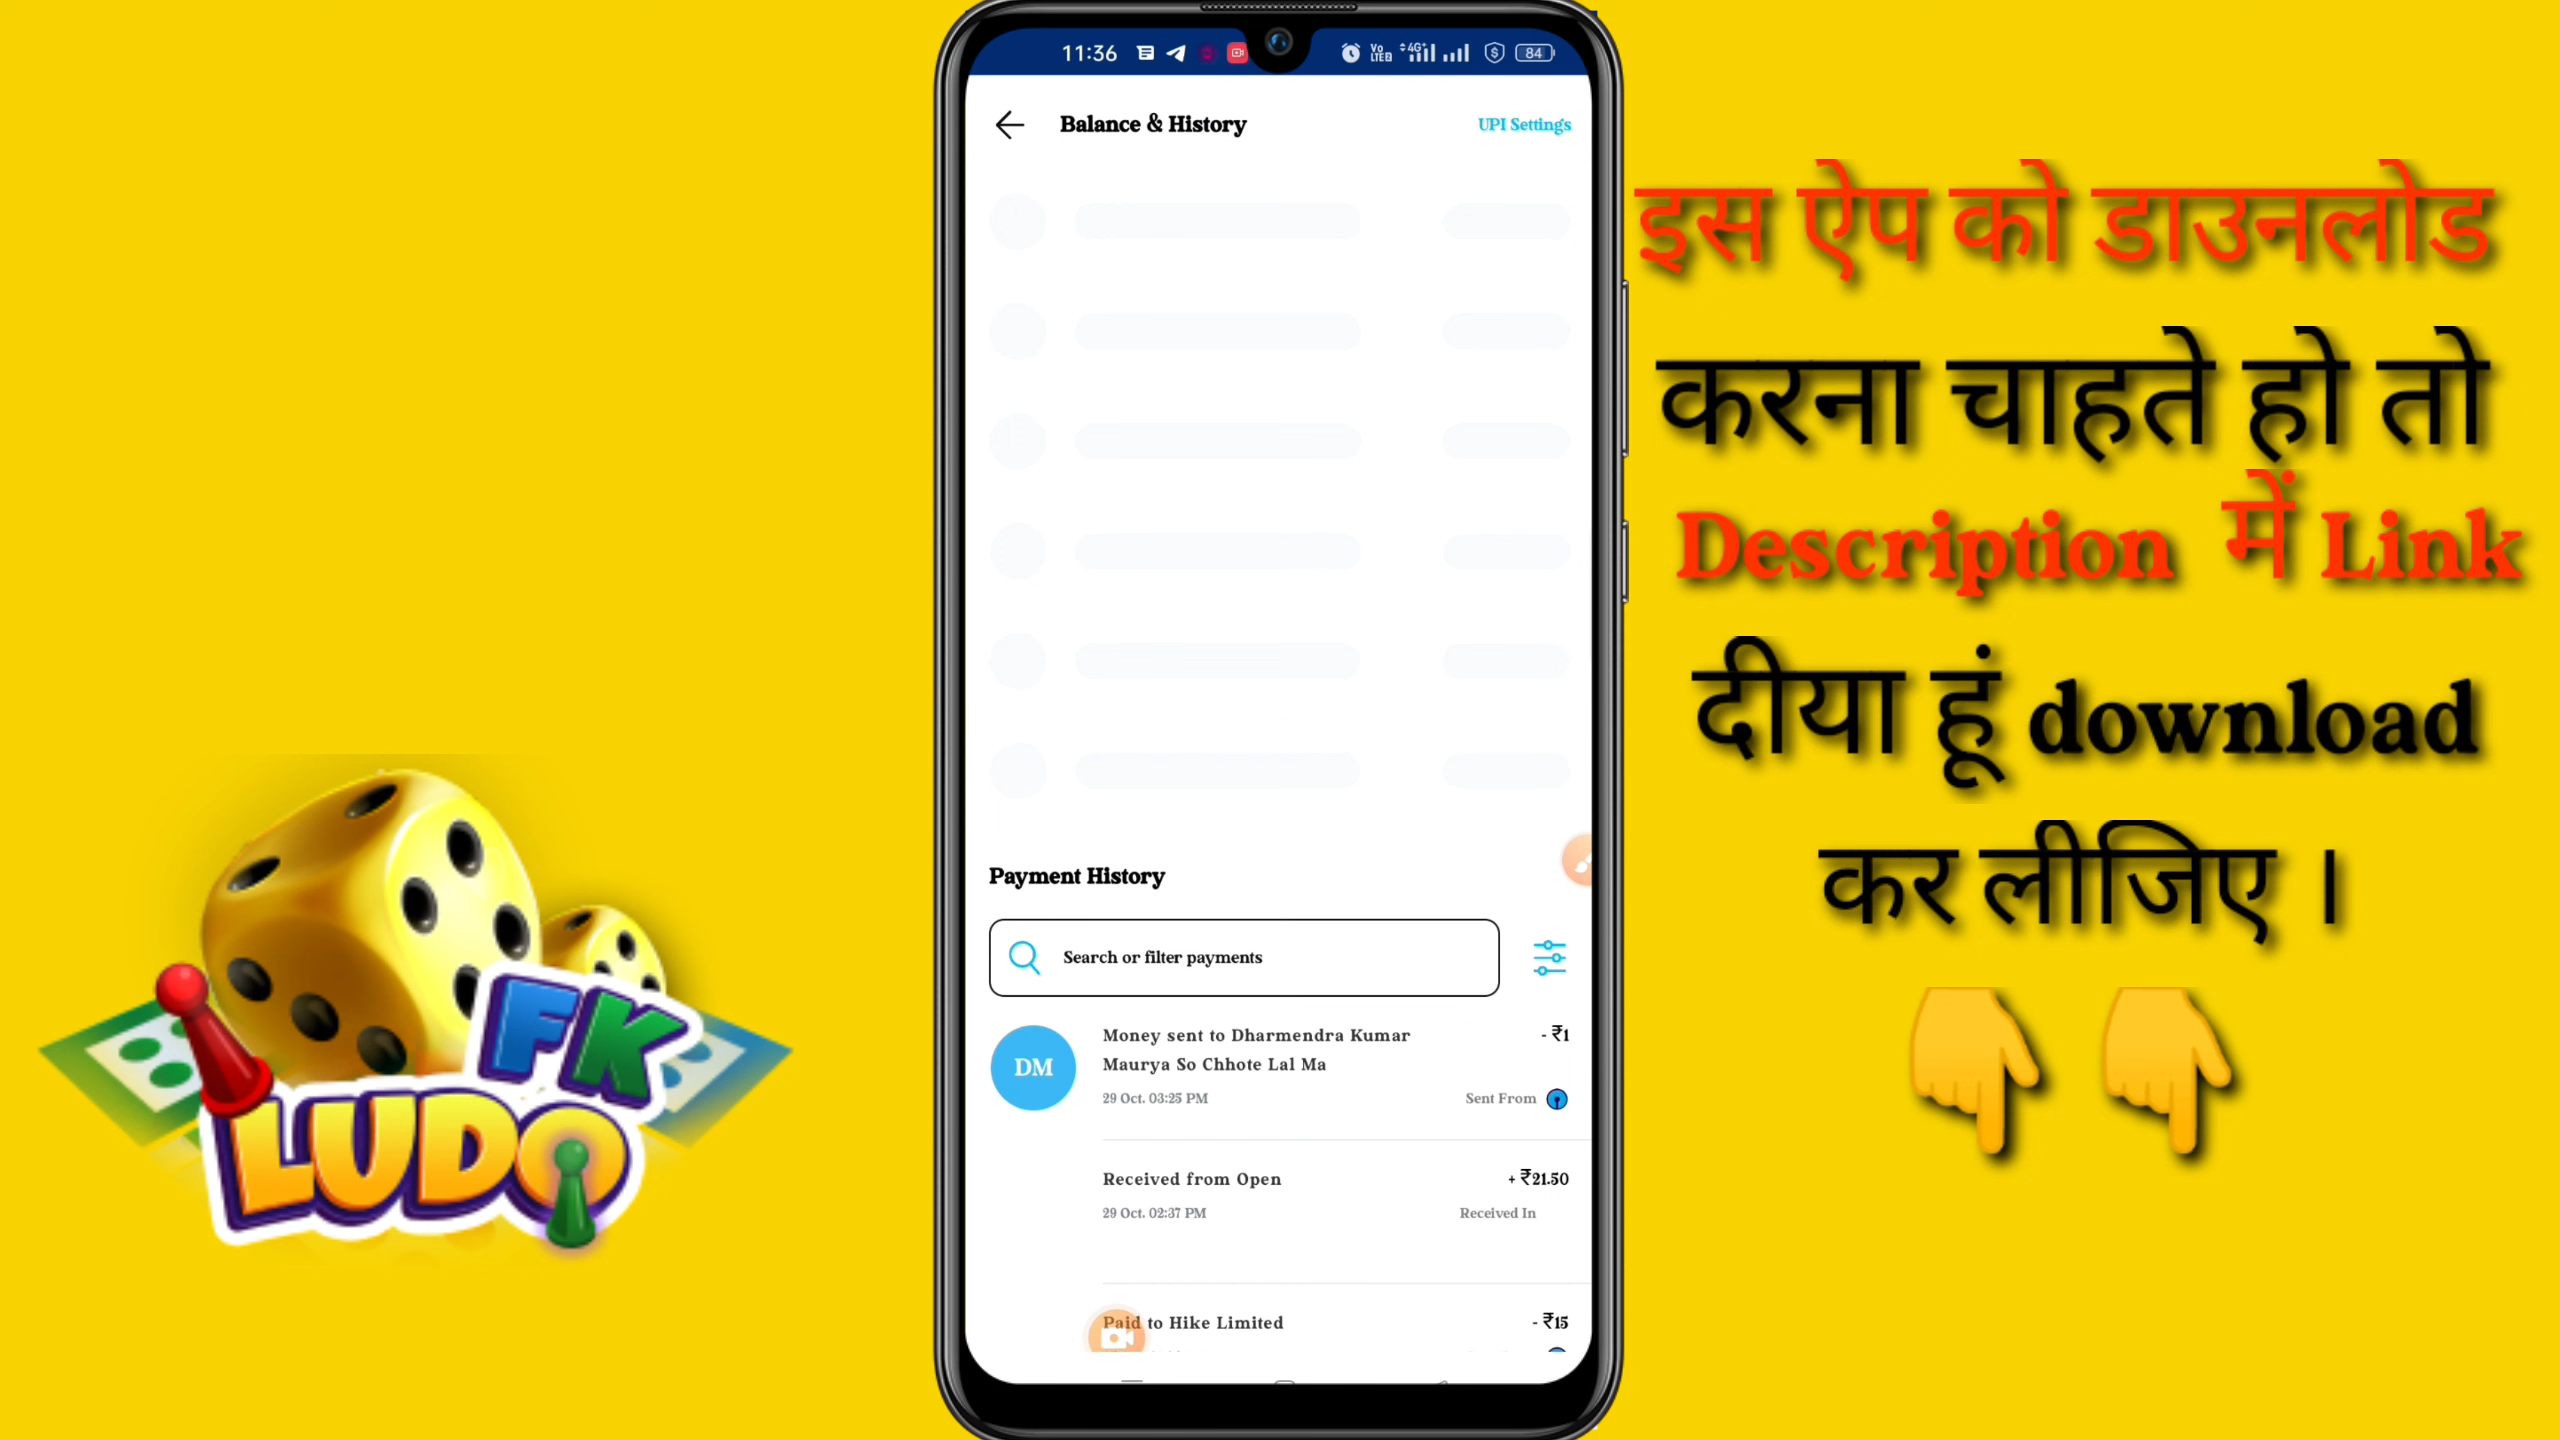 11:36
84
Balance & History
UPI Settings
Payment History
Search or filter payments
DM
Money sent to Dharmendra Kumar
Maurya So Chhote Lal Ma
- ₹1
29 Oct. 03:25 PM
Sent From
Received from Open
+ ₹21.50
29 Oct. 02:37 PM
Received In
Paid to Hike Limited
- ₹15
इस ऐप को डाउनलोड
करना चाहते हो तो
Description में Link
दीया हूं download
कर लीजिए ।
FK
LUDO